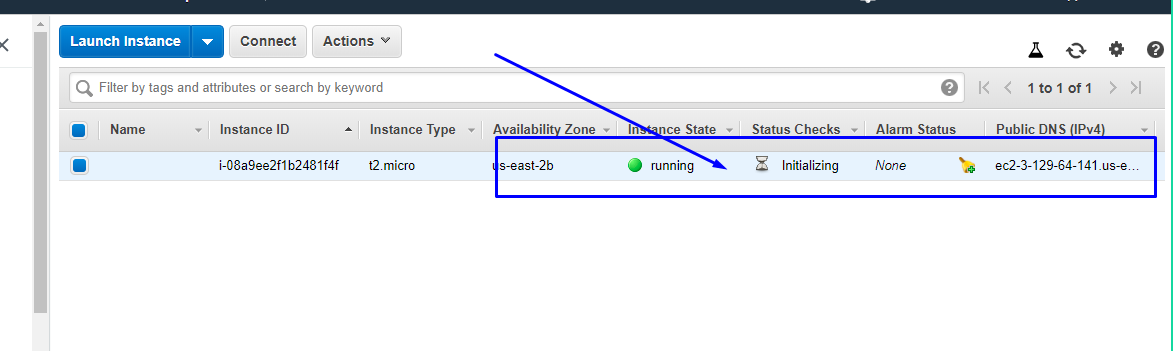 Launch Instance Connect Actions
Filter by tags and attributes or search by keyword 1 to 1 of 1
Name Instance ID Instance Type Availability Zone Instance State Status Checks Alarm Status Public DNS (IPv4)
i-08a9ee2f1b2481f4f t2.micro us-east-2b running Initializing None ec2-3-129-64-141.us-e...